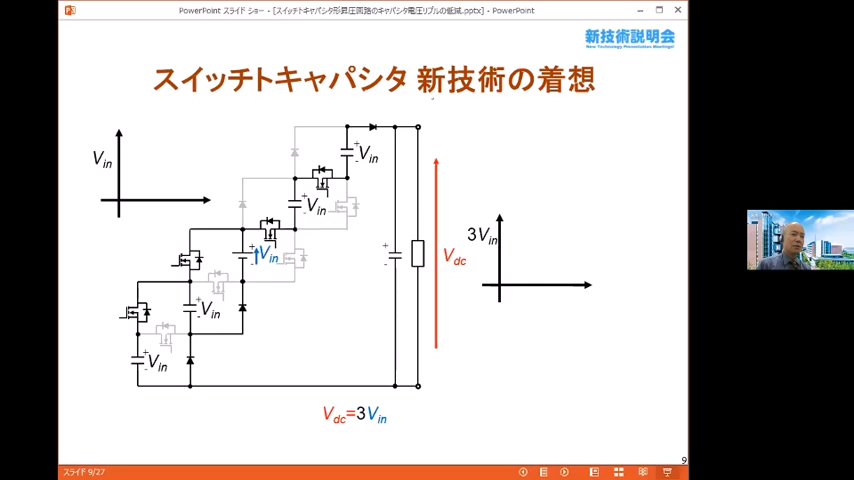 PowerPoint スライド ショー - [スイッチトキャパシタ形昇圧回路のキャパシタ電圧リプルの低減.pptx] - PowerPoint
新技術説明会
New Technology Presentation Meetings!
スイッチトキャパシタ 新技術の着想
Vin
+
-
Vin
+
-
Vin
3Vin
+
-
Vin
+
-
Vdc
+
-
Vin
+
-
Vin
Vdc=3Vin
9
スライド 9/27